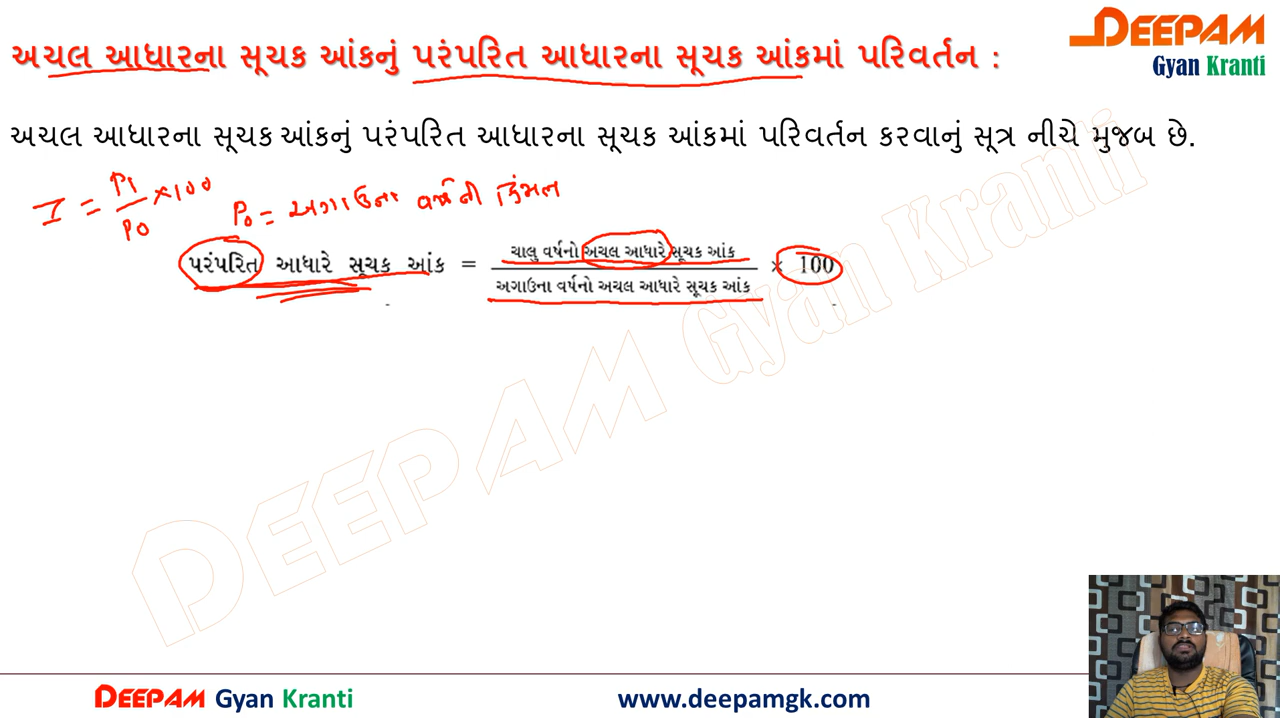 DEEPAM
Gyan Kranti
અચલ આધારના સૂચક આંકનું પરંપરિત આધારના સૂચક આંકમાં પરિવર્તન :
અચલ આધારના સૂચક આંકનું પરંપરિત આધારના સૂચક આંકમાં પરિવર્તન કરવાનું સૂત્ર નીચે મુજબ છે.
I = P1 / P0 × 100
P0 = અગાઉના વર્ષની કિંમત
પરંપરિત આધારે સૂચક આંક = ચાલુ વર્ષનો અચલ આધારે સૂચક આંક / અગાઉના વર્ષનો અચલ આધારે સૂચક આંક × 100
DEEPAM Gyan Kranti
DEEPAM Gyan Kranti
www.deepamgk.com